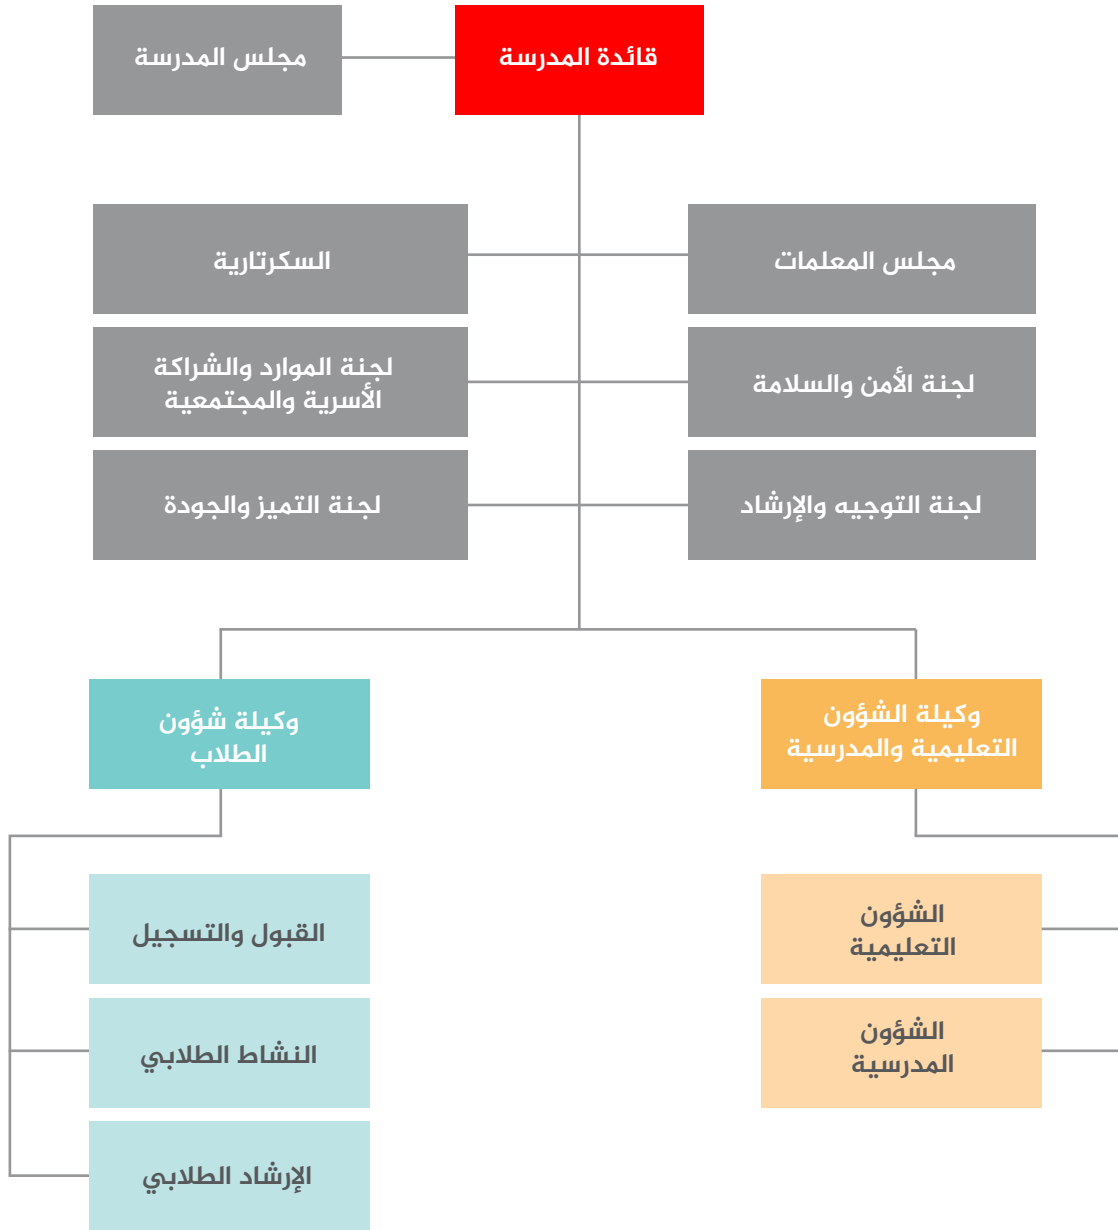 قائدة المدرسة
مجلس المدرسة
مجلس المعلمات
السكرتارية
لجنة الأمن والسلامة
لجنة الموارد والشراكة
الأسرية والمجتمعية
لجنة التوجيه والإرشاد
لجنة التميز والجودة
وكيلة الشؤون
التعليمية والمدرسية
وكيلة شؤون
الطلاب
الشؤون
التعليمية
الشؤون
المدرسية
القبول والتسجيل
النشاط الطلابي
الإرشاد الطلابي